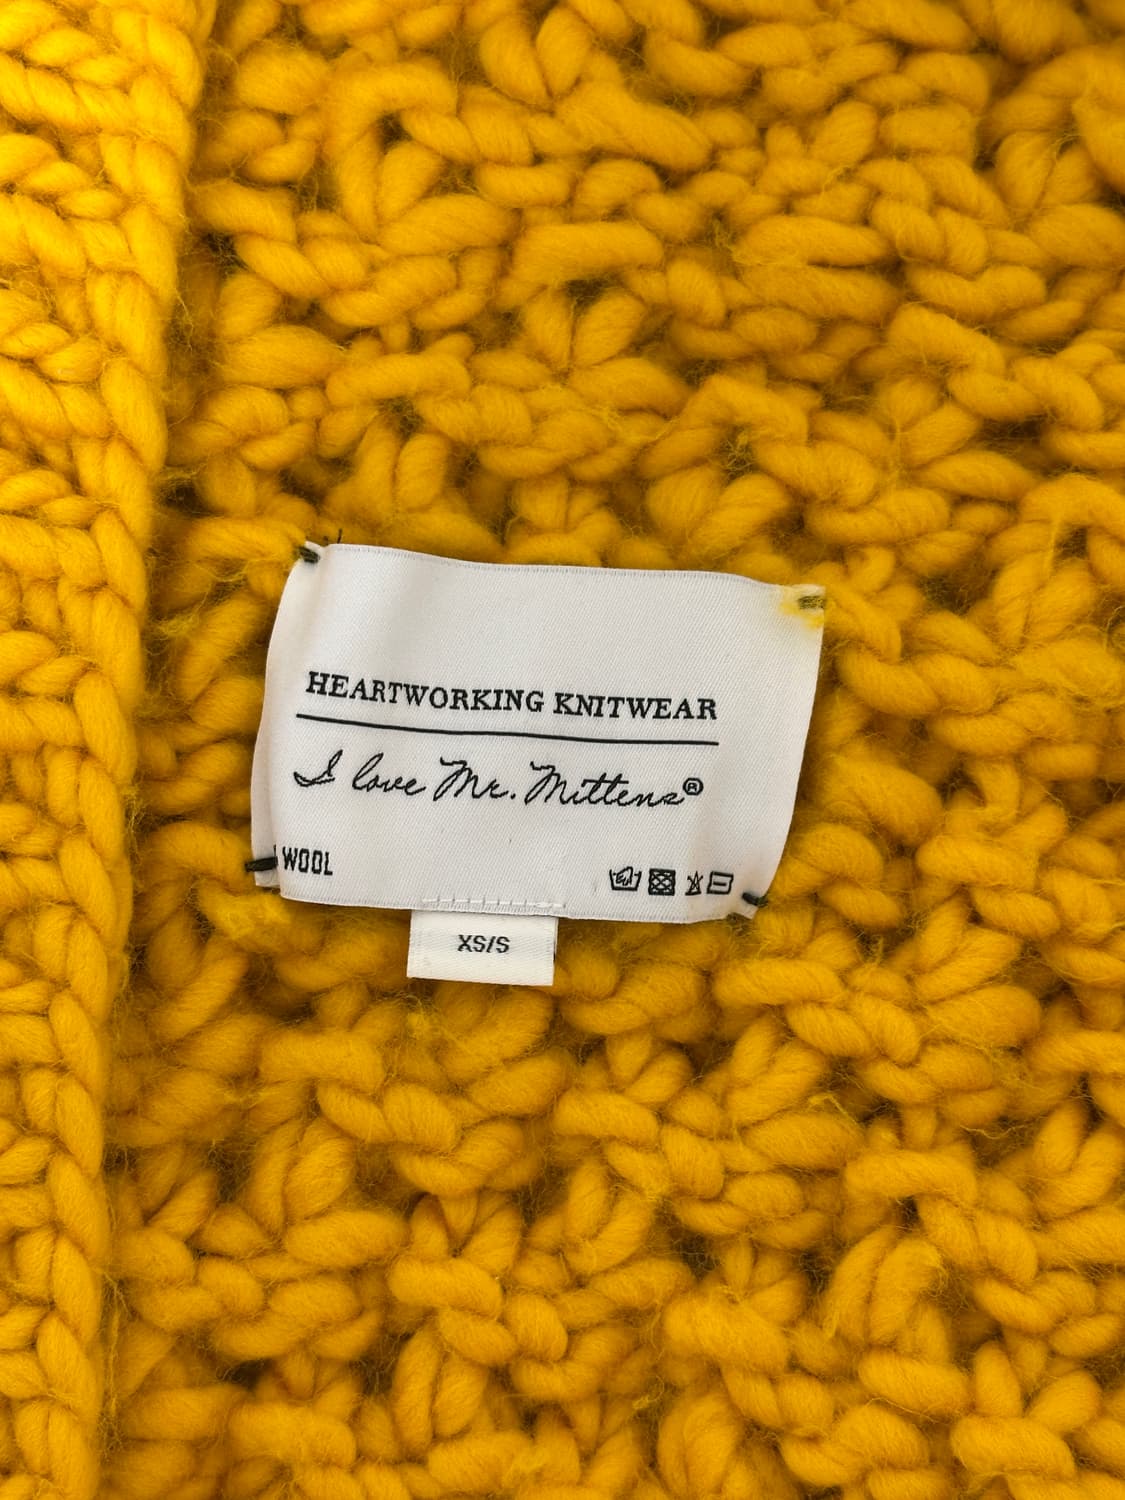 HEARTWORKING KNITWEAR
I love Mr. Mittens®
WOOL
XS/S